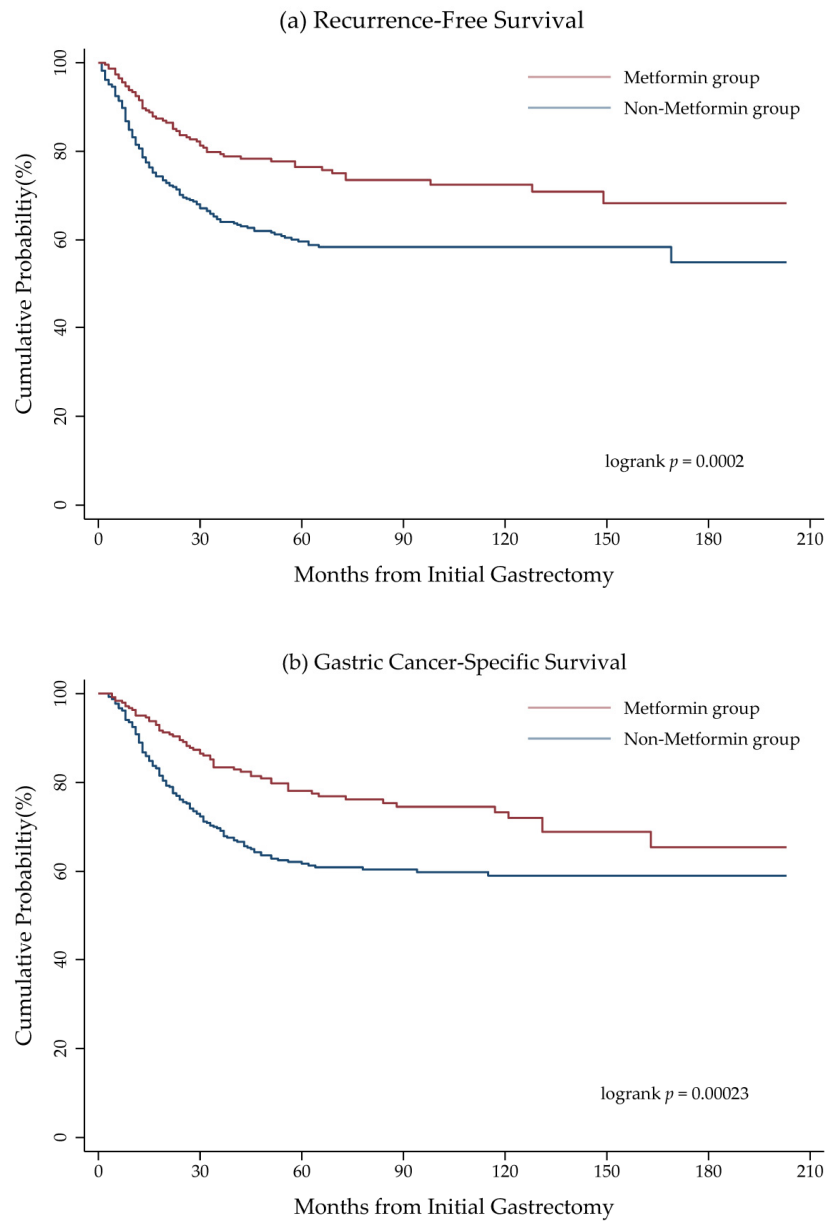 (a) Recurrence-Free Survival
100
80
60
40
20
0
Cumulative Probabiltiy(%)
Metformin group
Non-Metformin group
logrank p = 0.0002
0 30 60 90 120 150 180 210
Months from Initial Gastrectomy
(b) Gastric Cancer-Specific Survival
100
80
60
40
20
0
Cumulative Probabiltiy(%)
Metformin group
Non-Metformin group
logrank p = 0.00023
0 30 60 90 120 150 180 210
Months from Initial Gastrectomy